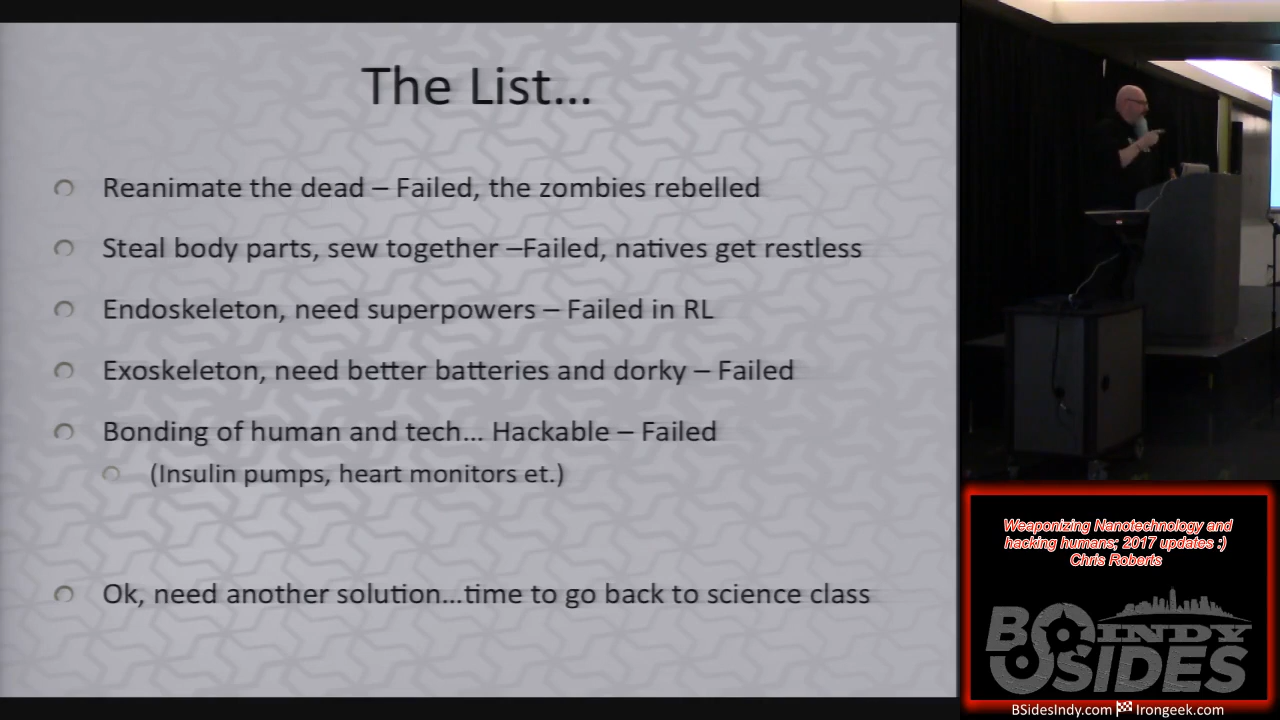 The List...
Reanimate the dead – Failed, the zombies rebelled
Steal body parts, sew together –Failed, natives get restless
Endoskeleton, need superpowers – Failed in RL
Exoskeleton, need better batteries and dorky – Failed
Bonding of human and tech... Hackable – Failed
(Insulin pumps, heart monitors et.)
Ok, need another solution...time to go back to science class
Weaponizing Nanotechnology and
hacking humans; 2017 updates :)
Chris Roberts
BSIDES INDY
BSidesIndy.com Irongeek.com